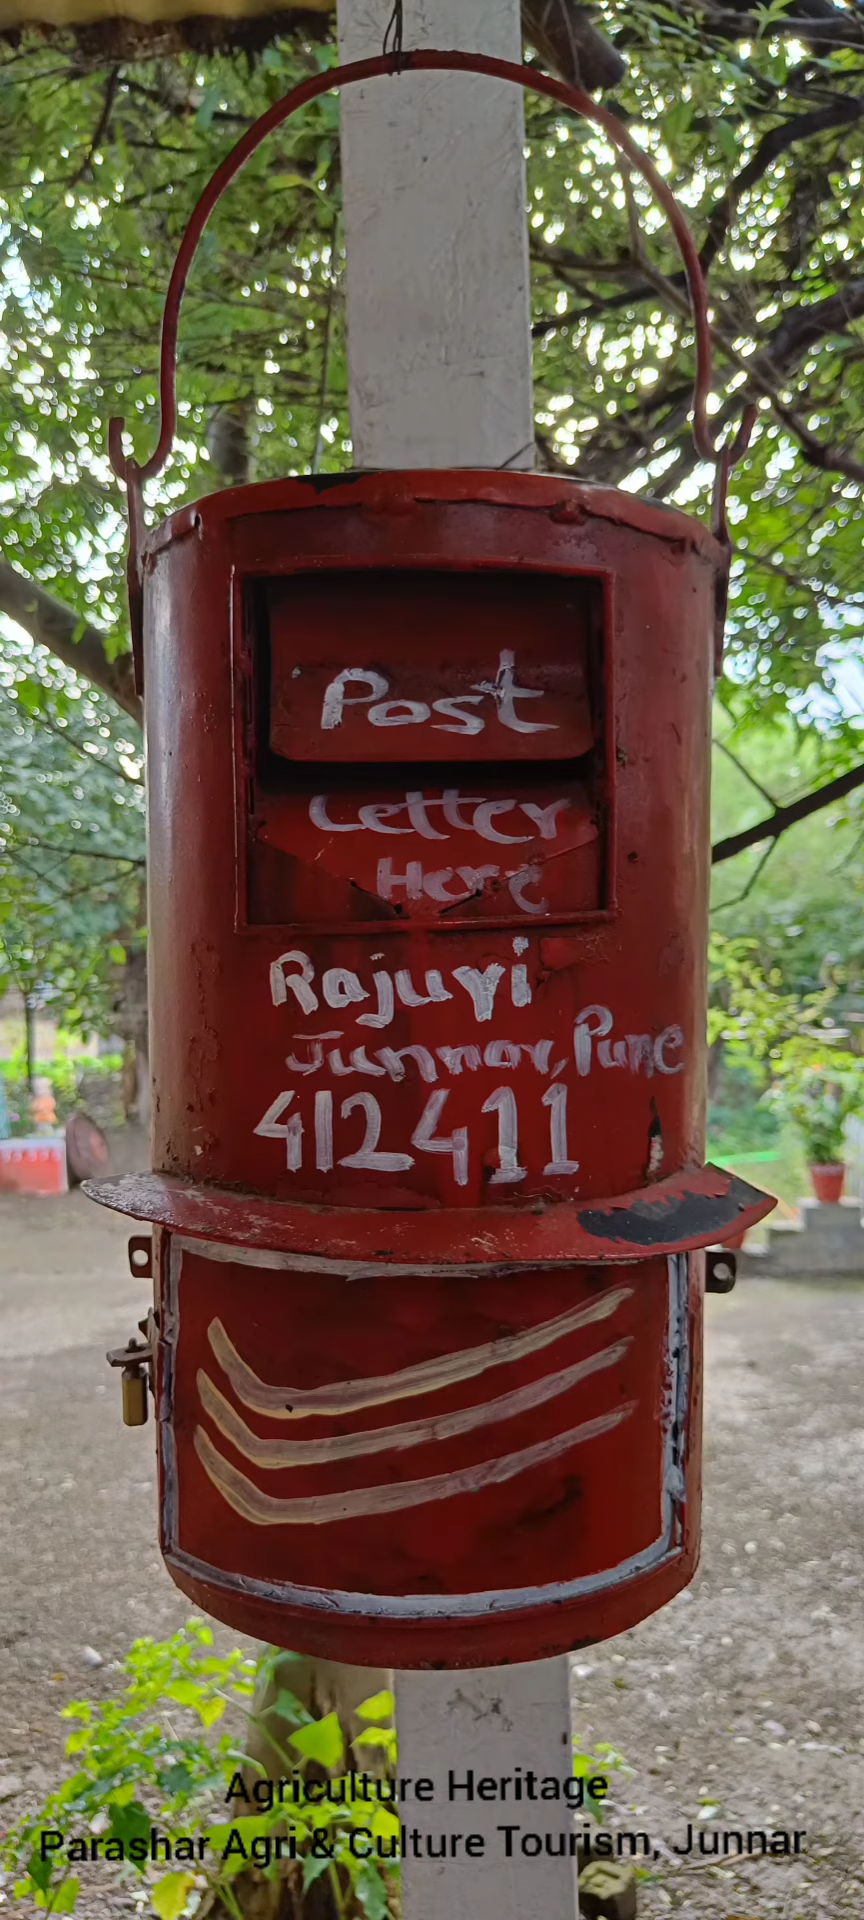 Post
Letter
Here
Rajuri
Junnar, Pune
412411
Agriculture Heritage
Parashar Agri & Culture Tourism, Junnar